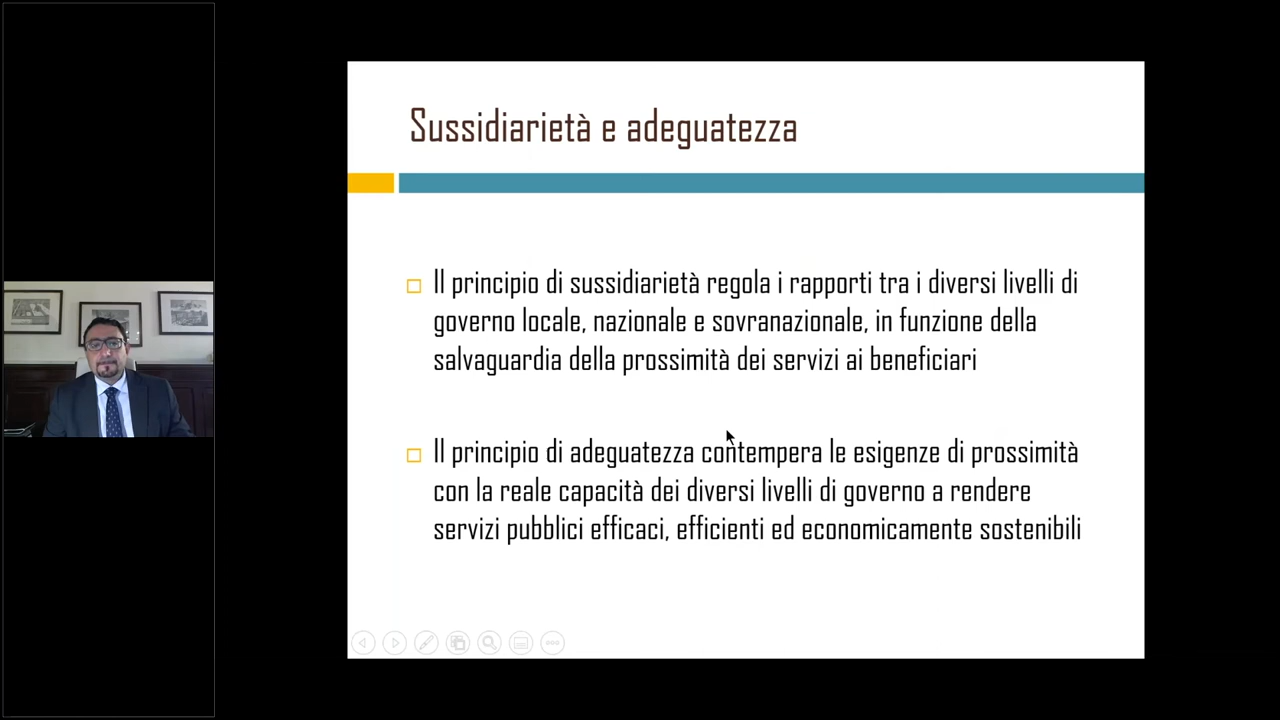 Sussidiarietà e adeguatezza
Il principio di sussidiarietà regola i rapporti tra i diversi livelli di
governo locale, nazionale e sovranazionale, in funzione della
salvaguardia della prossimità dei servizi ai beneficiari
Il principio di adeguatezza contempera le esigenze di prossimità
con la reale capacità dei diversi livelli di governo a rendere
servizi pubblici efficaci, efficienti ed economicamente sostenibili